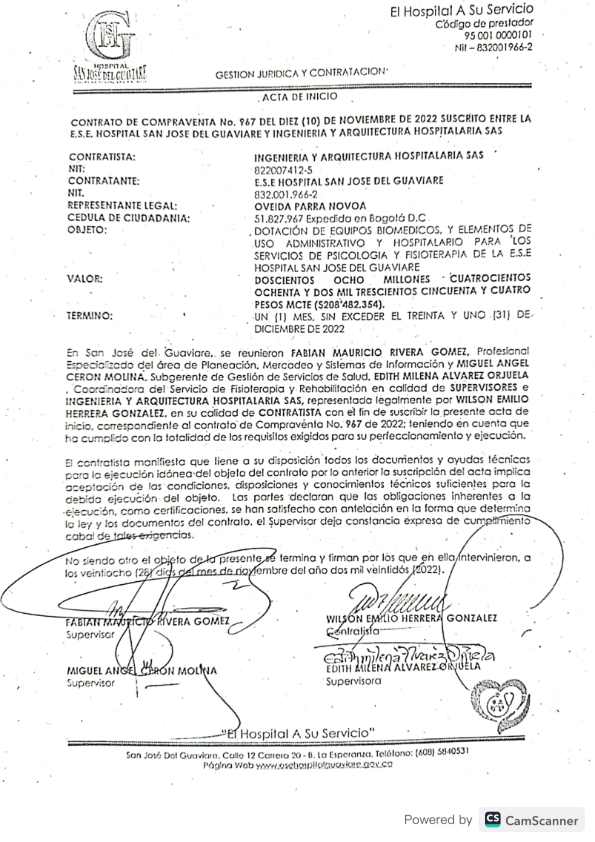 El Hospital A Su Servicio
Código de prestador
95 001 0000101
Nit – 832001966-2
HOSPITAL
SAN JOSÉ DEL GUAVIARE
GESTION JURIDICA Y CONTRATACION
ACTA DE INICIO
CONTRATO DE COMPRAVENTA No. 967 DEL DIEZ (10) DE NOVIEMBRE DE 2022 SUSCRITO ENTRE LA
E.S.E. HOSPITAL SAN JOSE DEL GUAVIARE Y INGENIERIA Y ARQUITECTURA HOSPITALARIA SAS
CONTRATISTA: INGENIERIA Y ARQUITECTURA HOSPITALARIA SAS
NIT: 822007412-5
CONTRATANTE: E.S.E HOSPITAL SAN JOSE DEL GUAVIARE
NIT. 832.001.966-2
REPRESENTANTE LEGAL: OVEIDA PARRA NOVOA
CEDULA DE CIUDADANIA: 51.827.967 Expedida en Bogotá D.C
OBJETO: DOTACIÓN DE EQUIPOS BIOMEDICOS, Y ELEMENTOS DE
USO ADMINISTRATIVO Y HOSPITALARIO PARA LOS
SERVICIOS DE PSICOLOGIA Y FISIOTERAPIA DE LA E.S.E
HOSPITAL SAN JOSE DEL GUAVIARE
VALOR: DOSCIENTOS OCHO MILLONES CUATROCIENTOS
OCHENTA Y DOS MIL TRESCIENTOS CINCUENTA Y CUATRO
PESOS MCTE ($208'482.354).
TERMINO: UN (1) MES, SIN EXCEDER EL TREINTA Y UNO (31) DE
DICIEMBRE DE 2022
En San José del Guaviare, se reunieron FABIAN MAURICIO RIVERA GOMEZ, Profesional
Especializado del área de Planeación, Mercadeo y Sistemas de Información y MIGUEL ANGEL
CERON MOLINA, Subgerente de Gestión de Servicios de Salud, EDITH MILENA ALVAREZ ORJUELA
, Coordinadora del Servicio de Fisioterapia y Rehabilitación en calidad de SUPERVISORES e
INGENIERIA Y ARQUITECTURA HOSPITALARIA SAS, representada legalmente por WILSON EMILIO
HERRERA GONZALEZ, en su calidad de CONTRATISTA con el fin de suscribir la presente acta de
inicio, correspondiente al contrato de Compraventa No. 967 de 2022; teniendo en cuenta que
ha cumplido con la totalidad de los requisitos exigidos para su perfeccionamiento y ejecución.
El contratista manifiesta que tiene a su disposición todos los documentos y ayudas técnicas
para la ejecución idónea del objeto del contrato por lo anterior la suscripción del acta implica
aceptación de las condiciones, disposiciones y conocimientos técnicos suficientes para la
debida ejecución del objeto. Las partes declaran que las obligaciones inherentes a la
ejecución, como certificaciones, se han satisfecho con antelación en la forma que determina
la ley y los documentos del contrato, el Supervisor deja constancia expresa de cumplimiento
cabal de tales exigencias.
No siendo otro el objeto de la presente se termina y firman por los que en ella intervinieron, a
los veintiocho (28) días del mes de noviembre del año dos mil veintidós (2022).
FABIAN MAURICIO RIVERA GOMEZ
Supervisor
WILSON EMILIO HERRERA GONZALEZ
Contratista
Edith milena Alvarez Orjuela
MIGUEL ANGEL CERON MOLINA
Supervisor
EDITH MILENA ALVAREZ ORJUELA
Supervisora
"El Hospital A Su Servicio"
San José Del Guaviare, Calle 12 Carrera 20 - B. La Esperanza, Teléfono: (608) 5840531
Página Web www.esehospitalguaviare.gov.co
Powered by CS CamScanner